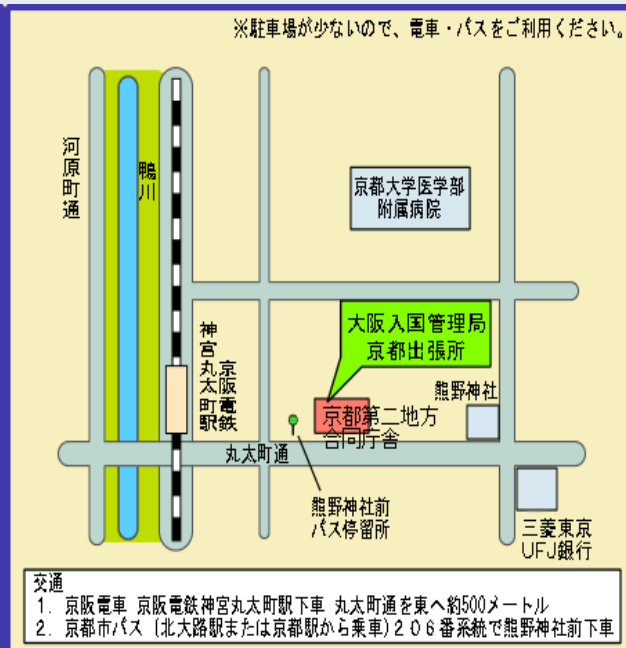 ※駐車場が少ないので、電車・バスをご利用ください。
河原町通
鴨川
京都大学医学部
附属病院
大阪入国管理局
京都出張所
京阪電鉄
神宮丸太町駅
熊野神社
京都第二地方
合同庁舎
丸太町通
熊野神社前
バス停留所
三菱東京
UFJ銀行
交通
1. 京阪電車 京阪電鉄神宮丸太町駅下車 丸太町通を東へ約500メートル
2. 京都市バス (北大路駅または京都駅から乗車)206番系統で熊野神社前下車